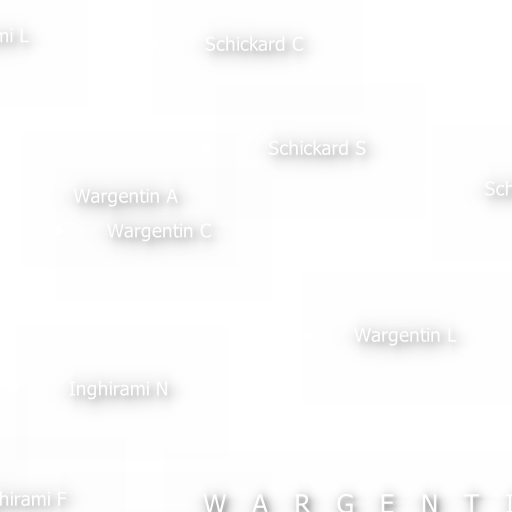 mi L
Schickard C
Schickard S
Sch
Wargentin A
Wargentin C
Wargentin L
Inghirami N
hirami F
W A R G E N T I